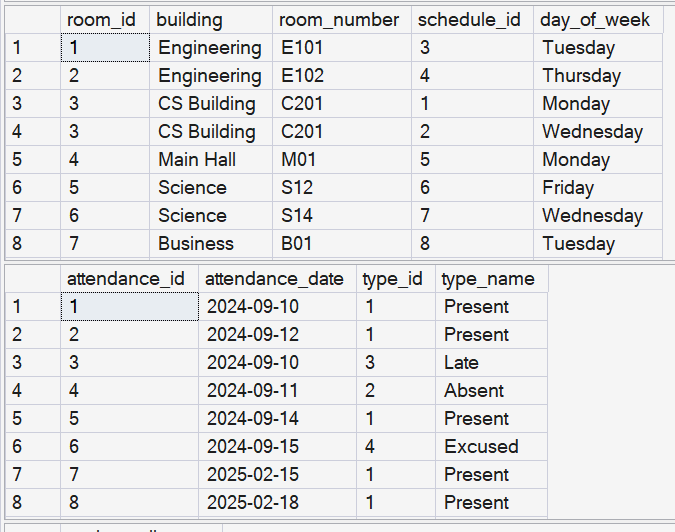 room_id building room_number schedule_id day_of_week
1 1 Engineering E101 3 Tuesday
2 2 Engineering E102 4 Thursday
3 3 CS Building C201 1 Monday
4 3 CS Building C201 2 Wednesday
5 4 Main Hall M01 5 Monday
6 5 Science S12 6 Friday
7 6 Science S14 7 Wednesday
8 7 Business B01 8 Tuesday
attendance_id attendance_date type_id type_name
1 1 2024-09-10 1 Present
2 2 2024-09-12 1 Present
3 3 2024-09-10 3 Late
4 4 2024-09-11 2 Absent
5 5 2024-09-14 1 Present
6 6 2024-09-15 4 Excused
7 7 2025-02-15 1 Present
8 8 2025-02-18 1 Present